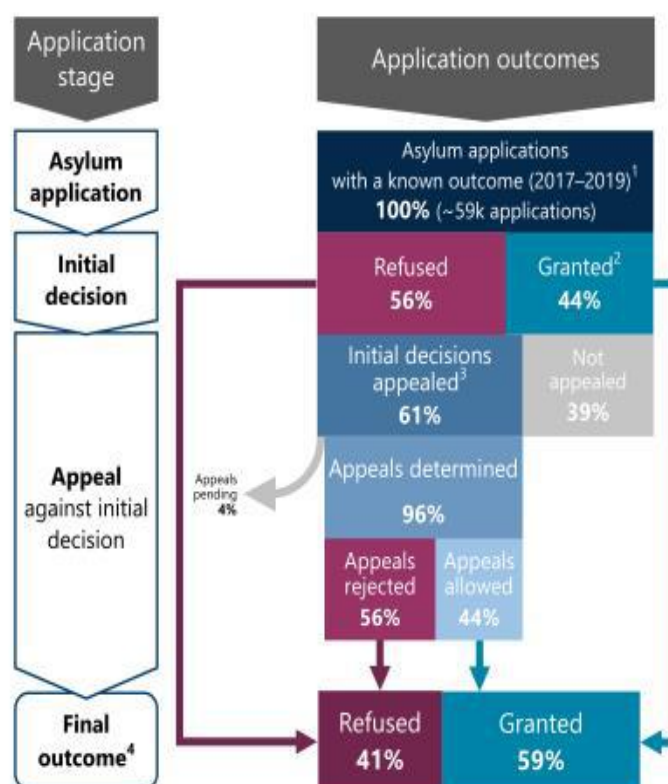 Application
stage
Application outcomes
Asylum
application
Asylum applications
with a known outcome (2017–2019)¹
100% (~59k applications)
Initial
decision
Refused
56%
Granted²
44%
Initial decisions
appealed³
61%
Not
appealed
39%
Appeal
against initial
decision
Appeals
pending
4%
Appeals determined
96%
Appeals
rejected
56%
Appeals
allowed
44%
Final
outcome⁴
Refused
41%
Granted
59%